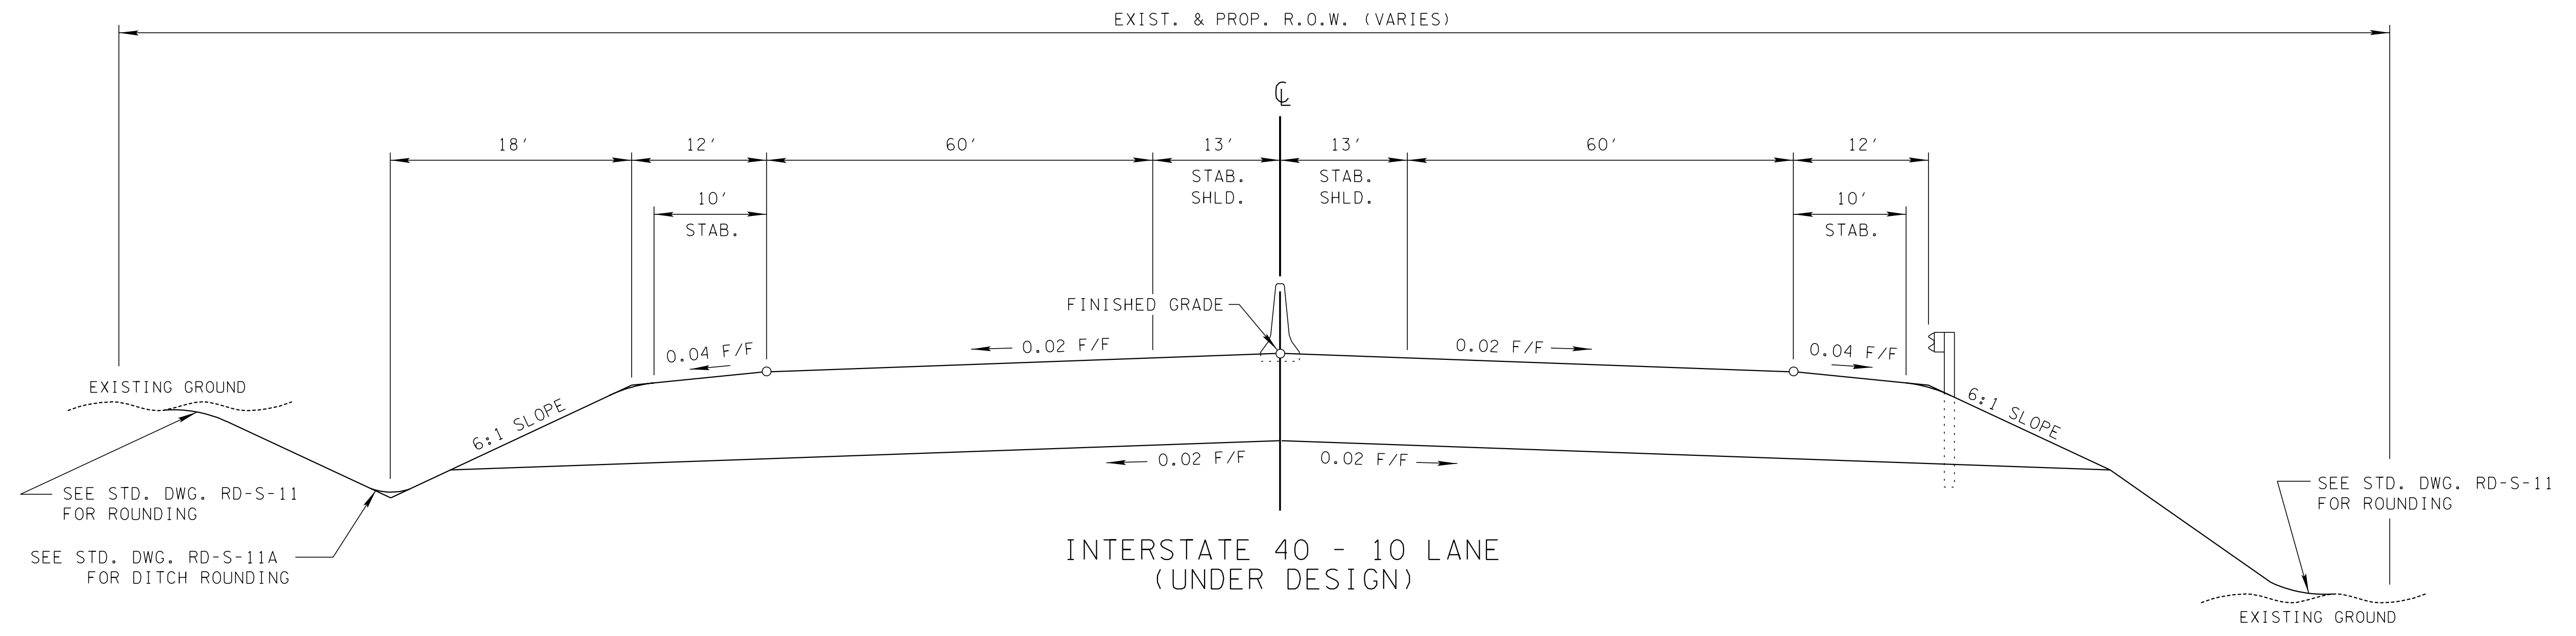 EXIST. & PROP. R.O.W. (VARIES)
℄
18' 12' 60' 13' 13' 60' 12'
STAB. STAB.
SHLD. SHLD.
10' 10'
STAB. STAB.
FINISHED GRADE
0.04 F/F 0.02 F/F 0.02 F/F 0.04 F/F
EXISTING GROUND
6:1 SLOPE 6:1 SLOPE
0.02 F/F 0.02 F/F
SEE STD. DWG. RD-S-11
FOR ROUNDING
SEE STD. DWG. RD-S-11
FOR ROUNDING
SEE STD. DWG. RD-S-11A
FOR DITCH ROUNDING
INTERSTATE 40 - 10 LANE
(UNDER DESIGN)
EXISTING GROUND